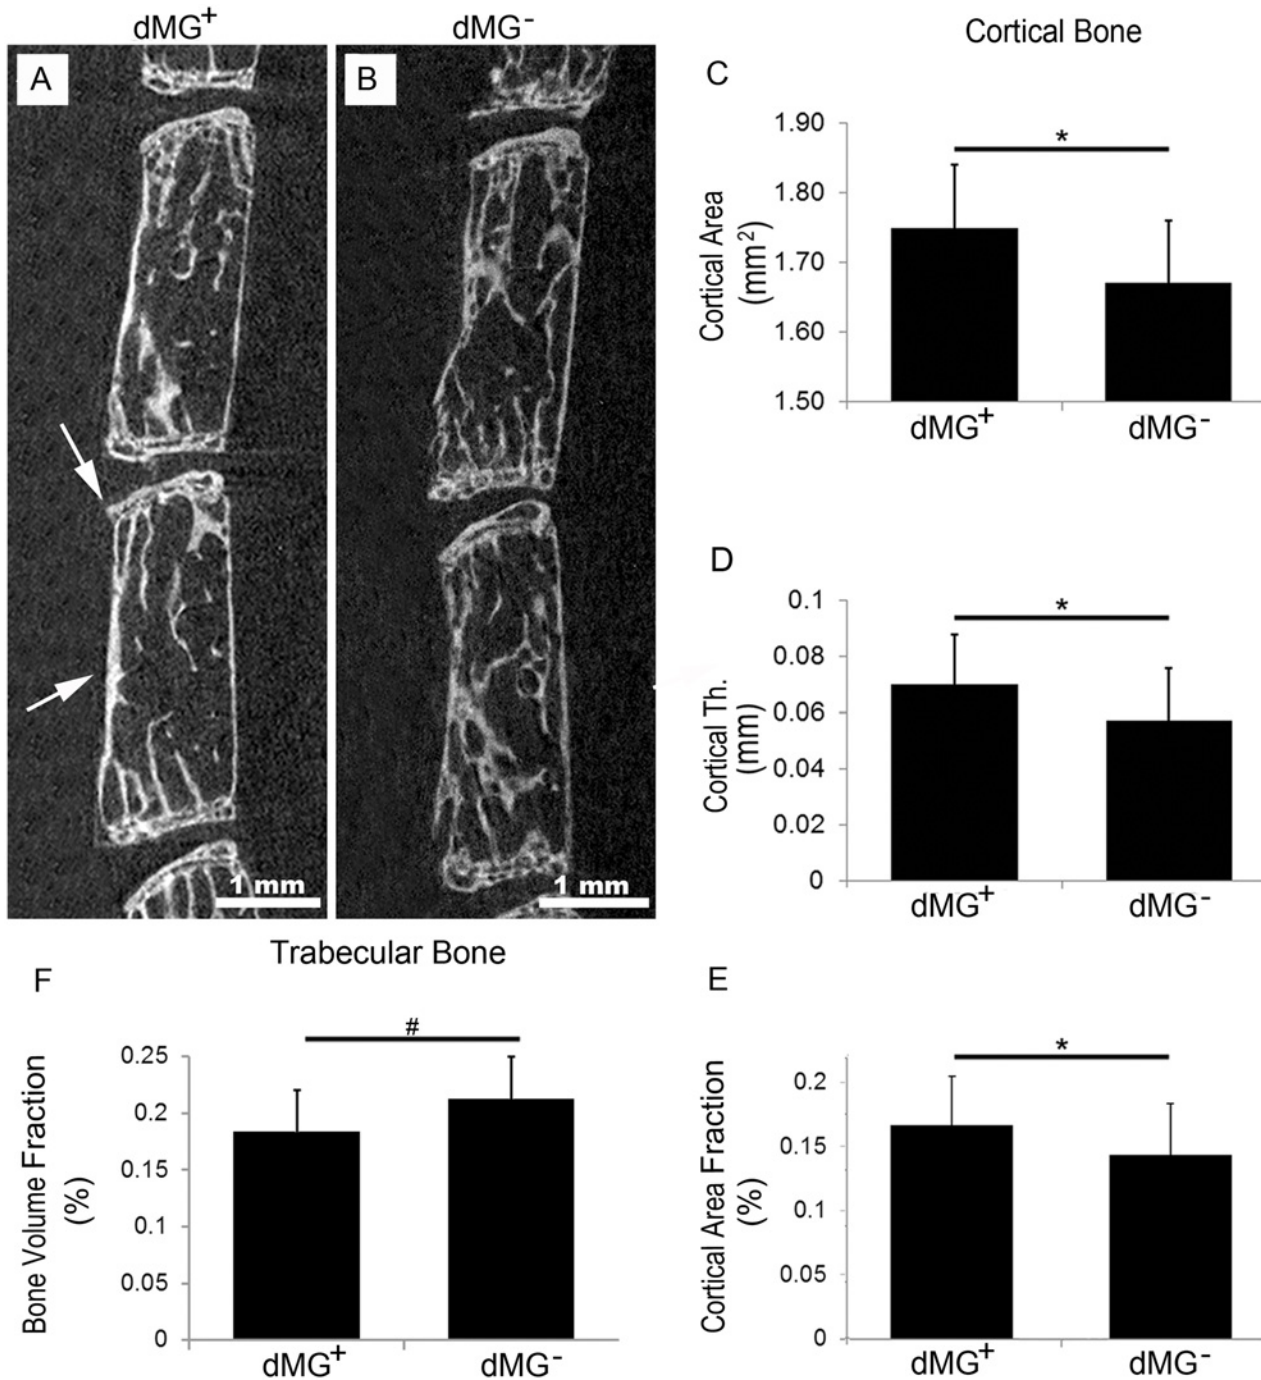 dMG+
dMG-
Cortical Bone
A
B
C
1.90
1.80
1.70
1.60
1.50
Cortical Area
(mm²)
*
dMG+
dMG-
D
0.1
0.08
0.06
0.04
0.02
0
Cortical Th.
(mm)
*
dMG+
dMG-
1 mm
1 mm
Trabecular Bone
F
0.25
0.2
0.15
0.1
0.05
0
Bone Volume Fraction
(%)
#
dMG+
dMG-
E
0.2
0.15
0.1
0.05
0
Cortical Area Fraction
(%)
*
dMG+
dMG-